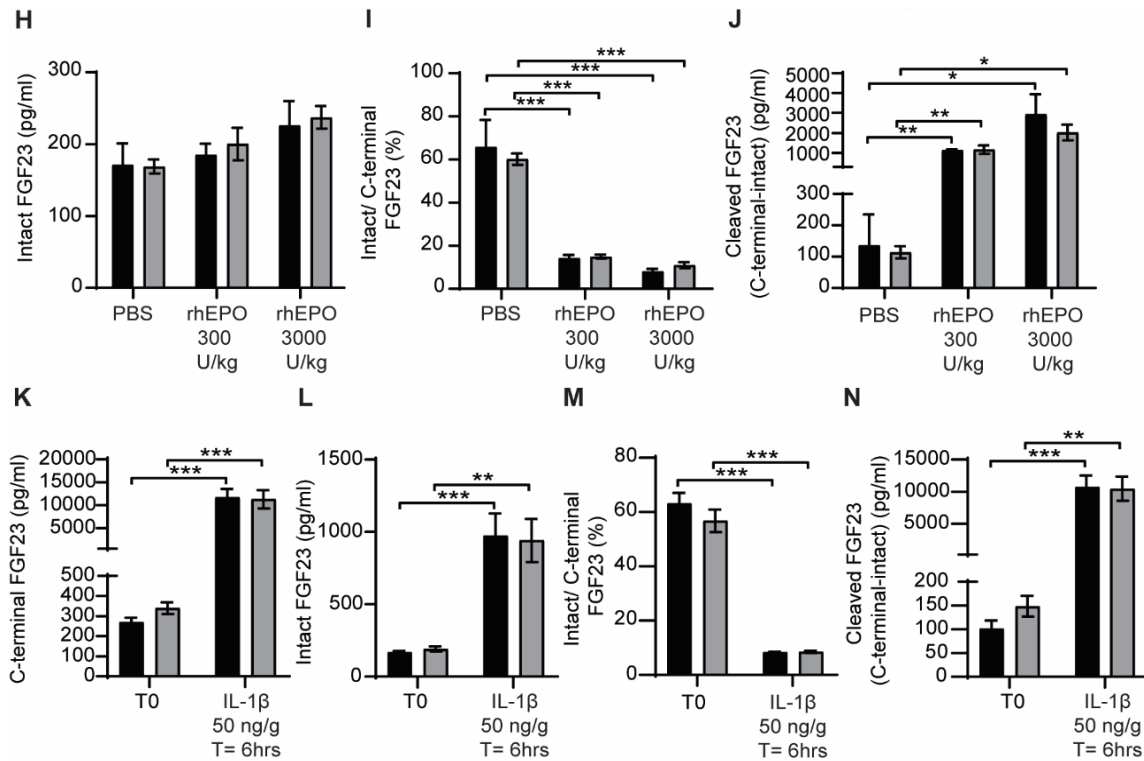 H
Intact FGF23 (pg/ml)
300
200
100
0
PBS
rhEPO
300
U/kg
rhEPO
3000
U/kg
I
Intact/ C-terminal
FGF23 (%)
100
80
60
40
20
0
***
***
***
***
PBS
rhEPO
300
U/kg
rhEPO
3000
U/kg
J
Cleaved FGF23
(C-terminal-intact) (pg/ml)
5000
4000
3000
2000
1000
200
100
0
*
*
**
**
PBS
rhEPO
300
U/kg
rhEPO
3000
U/kg
K
C-terminal FGF23 (pg/ml)
20000
15000
10000
5000
400
300
200
100
0
***
***
T0
IL-1β
50 ng/g
T= 6hrs
L
Intact FGF23 (pg/ml)
1500
1000
500
0
**
***
T0
IL-1β
50 ng/g
T= 6hrs
M
Intact/ C-terminal
FGF23 (%)
80
60
40
20
0
***
***
T0
IL-1β
50 ng/g
T= 6hrs
N
Cleaved FGF23
(C-terminal-intact) (pg/ml)
15000
10000
5000
200
150
100
50
0
**
***
T0
IL-1β
50 ng/g
T= 6hrs